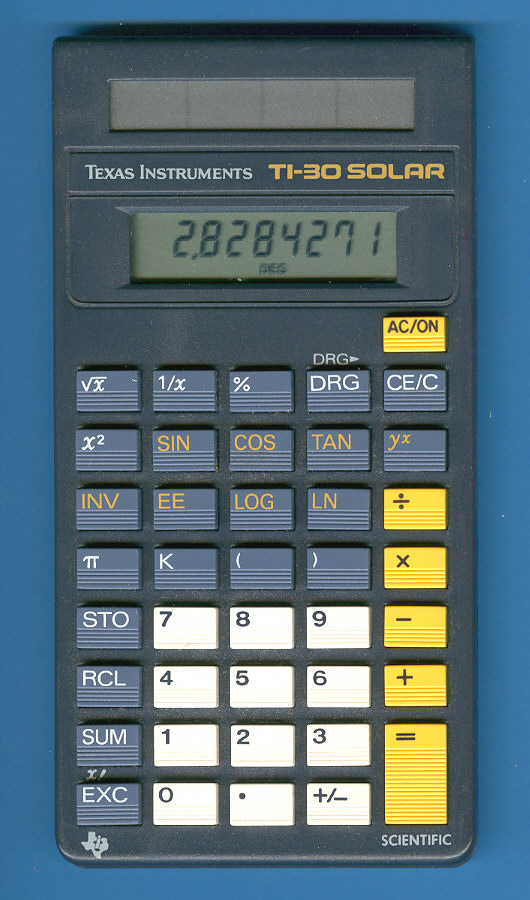 TEXAS INSTRUMENTS TI-30 SOLAR
2.8284271
DEG
AC/ON
DRG►
√x 1/x % DRG CE/C
x² SIN COS TAN yx
INV EE LOG LN ÷
π K ( ) ×
STO 7 8 9 −
RCL 4 5 6 +
SUM 1 2 3 =
x!
EXC 0 . +/−
SCIENTIFIC